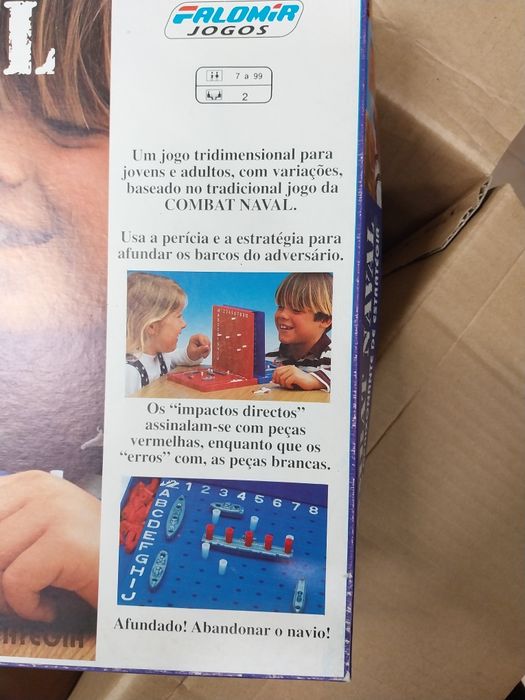 L
FALOMIR
JOGOS
7 a 99
2
Um jogo tridimensional para
jovens e adultos, com variações,
baseado no tradicional jogo da
COMBAT NAVAL.
Usa a perícia e a estratégia para
afundar os barcos do adversário.
Os “impactos directos”
assinalam-se com peças
vermelhas, enquanto que os
“erros” com, as peças brancas.
1 2 3 4 5 6 7 8
A
B
C
D
E
F
G
H
I
J
Afundado! Abandonar o navio!
NAVAL